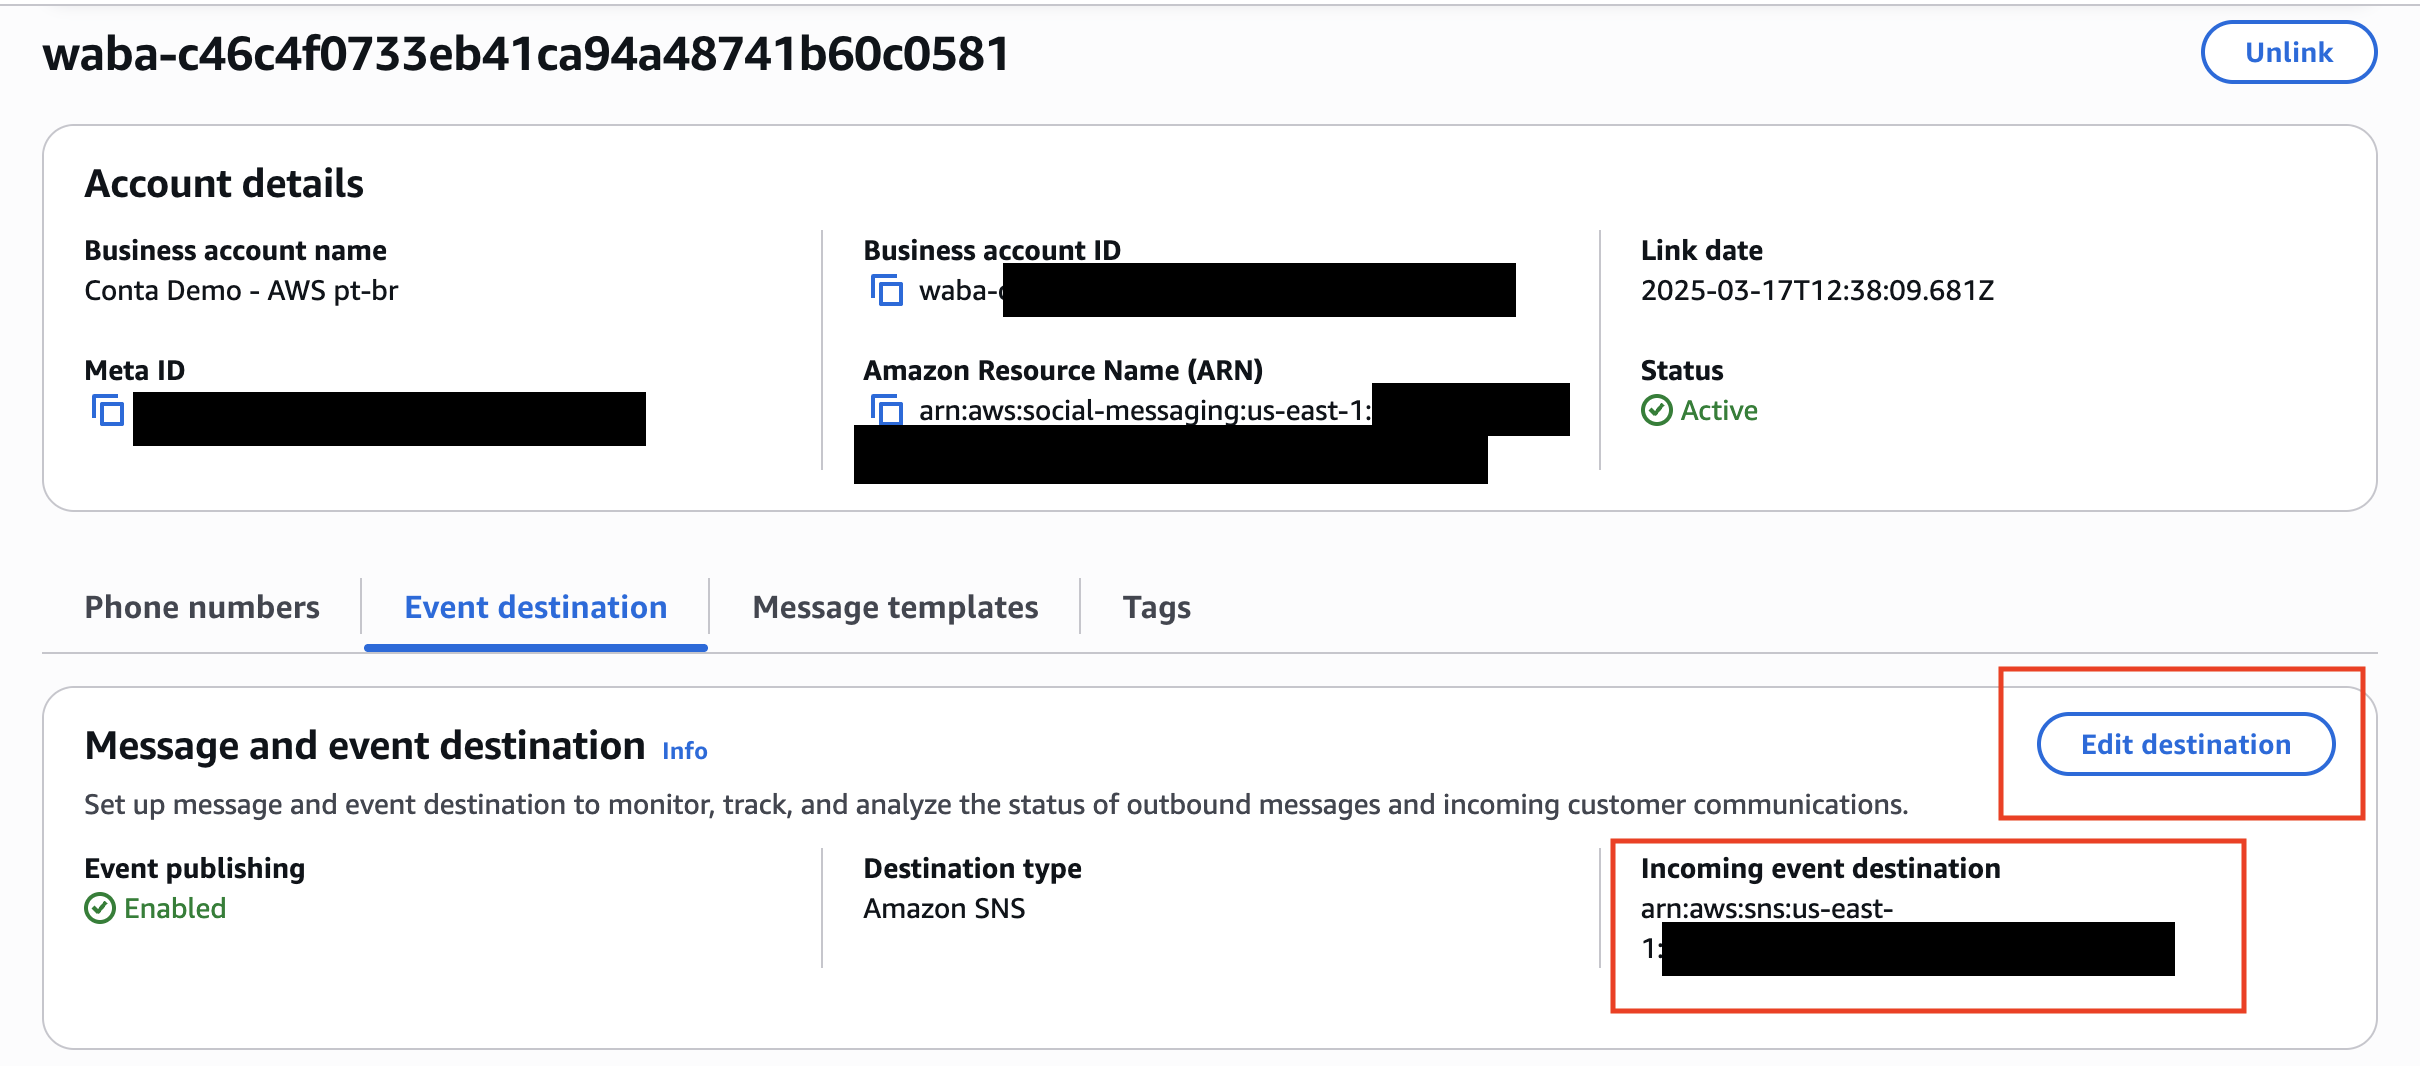 waba-c46c4f0733eb41ca94a48741b60c0581
Unlink
Account details
Business account name
Conta Demo - AWS pt-br
Meta ID
Business account ID
waba-
Amazon Resource Name (ARN)
arn:aws:social-messaging:us-east-1:
Link date
2025-03-17T12:38:09.681Z
Status
Active
Phone numbers
Event destination
Message templates
Tags
Message and event destination Info
Edit destination
Set up message and event destination to monitor, track, and analyze the status of outbound messages and incoming customer communications.
Event publishing
Enabled
Destination type
Amazon SNS
Incoming event destination
arn:aws:sns:us-east-
1: